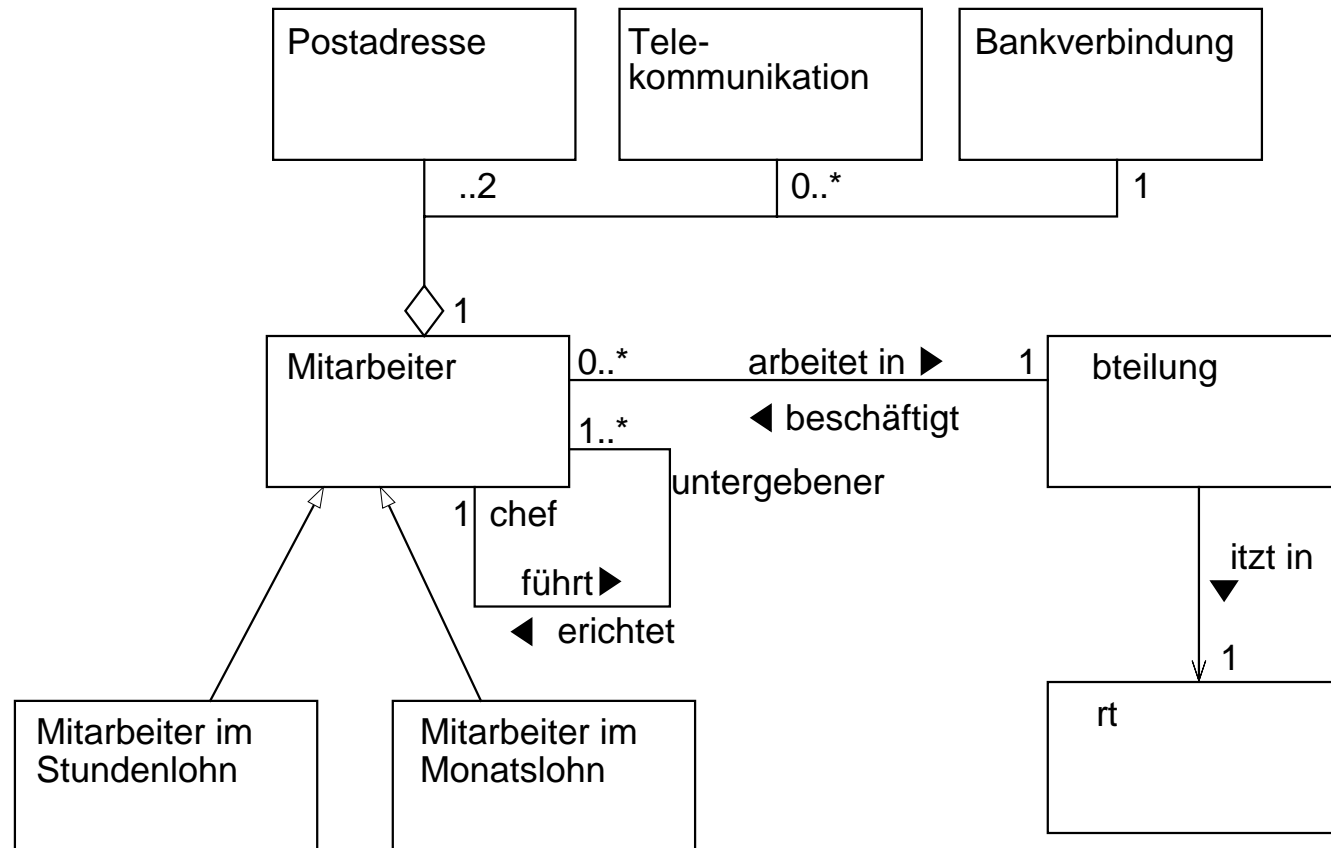 Postadresse
Tele-
kommunikation
Bankverbindung
..2
0..*
1
1
Mitarbeiter
0..*
arbeitet in
1
bteilung
beschäftigt
1..*
untergebener
1
chef
führt
erichtet
itzt in
1
Mitarbeiter im
Stundenlohn
Mitarbeiter im
Monatslohn
rt